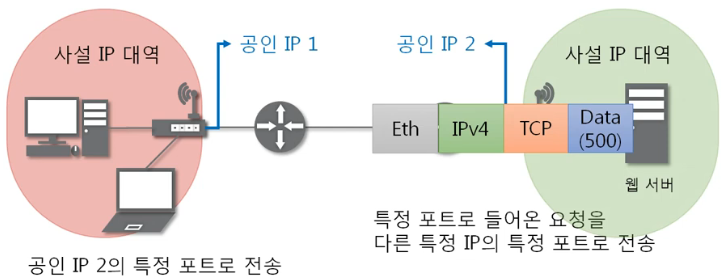 사설 IP 대역
공인 IP 1
공인 IP 2
사설 IP 대역
Eth
IPv4
TCP
Data
(500)
웹 서버
특정 포트로 들어온 요청을
다른 특정 IP의 특정 포트로 전송
공인 IP 2의 특정 포트로 전송